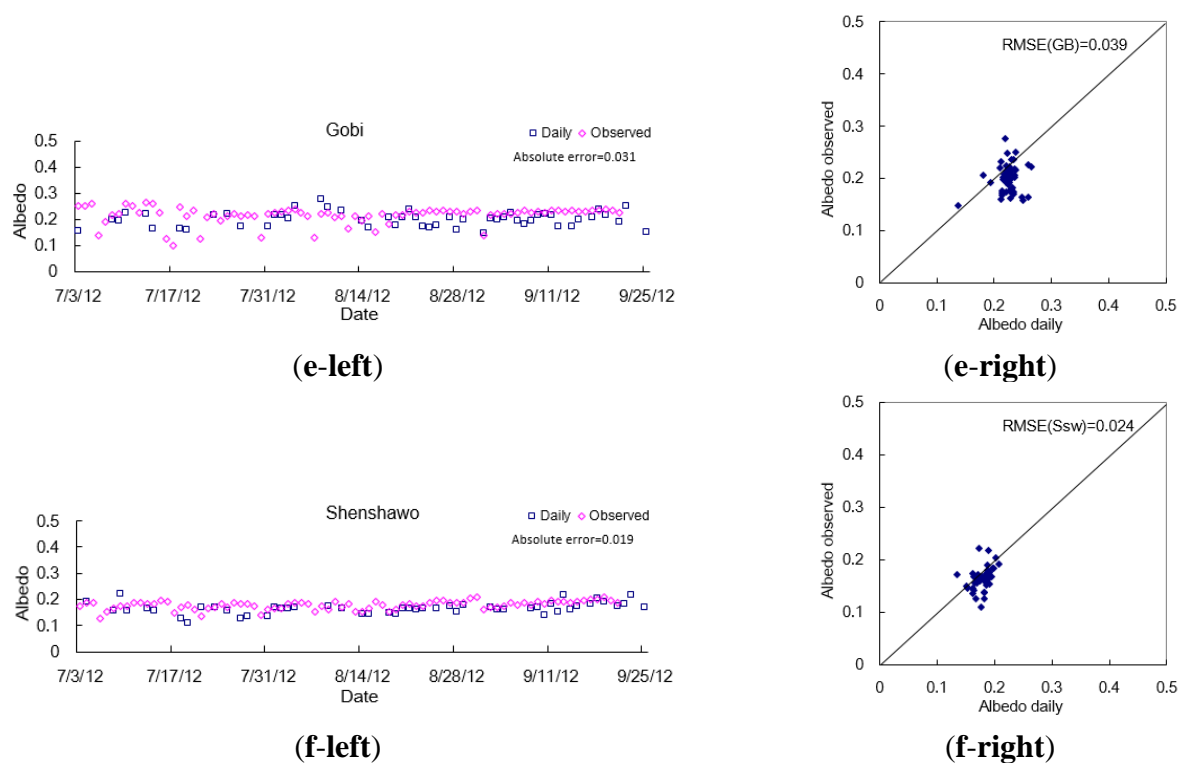 Gobi
Daily Observed
Absolute error=0.031
0.5
0.4
0.3
0.2
0.1
0
Albedo
7/3/12 7/17/12 7/31/12 8/14/12 8/28/12 9/11/12 9/25/12
Date
(e-left)
RMSE(GB)=0.039
0.5
0.4
0.3
0.2
0.1
0
Albedo observed
0 0.1 0.2 0.3 0.4 0.5
Albedo daily
(e-right)
Shenshawo
Daily Observed
Absolute error=0.019
0.5
0.4
0.3
0.2
0.1
0
Albedo
7/3/12 7/17/12 7/31/12 8/14/12 8/28/12 9/11/12 9/25/12
Date
(f-left)
RMSE(Ssw)=0.024
0.5
0.4
0.3
0.2
0.1
0
Albedo observed
0 0.1 0.2 0.3 0.4 0.5
Albedo daily
(f-right)